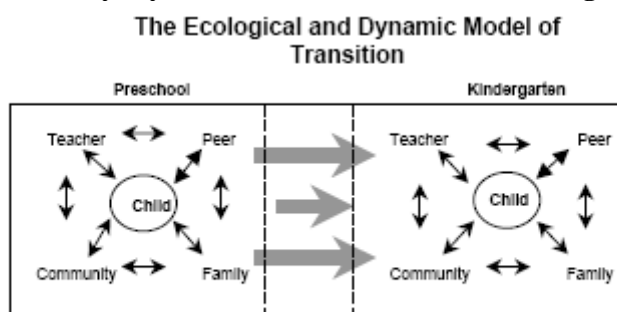 The Ecological and Dynamic Model of
Transition
Preschool
Kindergarten
Teacher
Peer
Child
Community
Family
Teacher
Peer
Child
Community
Family